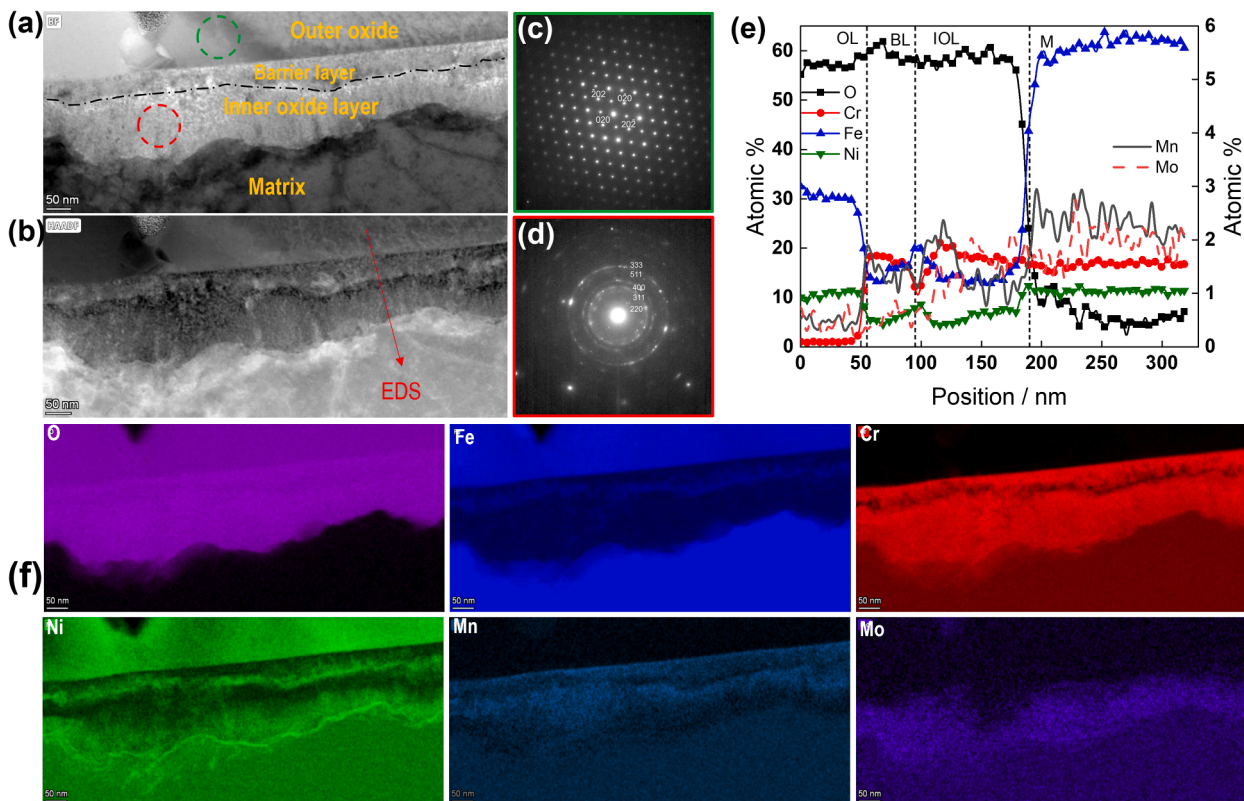 (a)
BF
Outer oxide
Barrier layer
Inner oxide layer
Matrix
50 nm
(b)
HAADF
EDS
50 nm
(c)
202
020
020
202
(d)
333
511
400
311
220
(e)
OL
BL
IOL
M
O
Cr
Fe
Ni
Mn
Mo
60
50
40
30
20
10
0
6
5
4
3
2
1
0
Atomic %
Atomic %
0 50 100 150 200 250 300
Position / nm
(f)
O
50 nm
Fe
50 nm
Cr
50 nm
Ni
50 nm
Mn
50 nm
Mo
50 nm